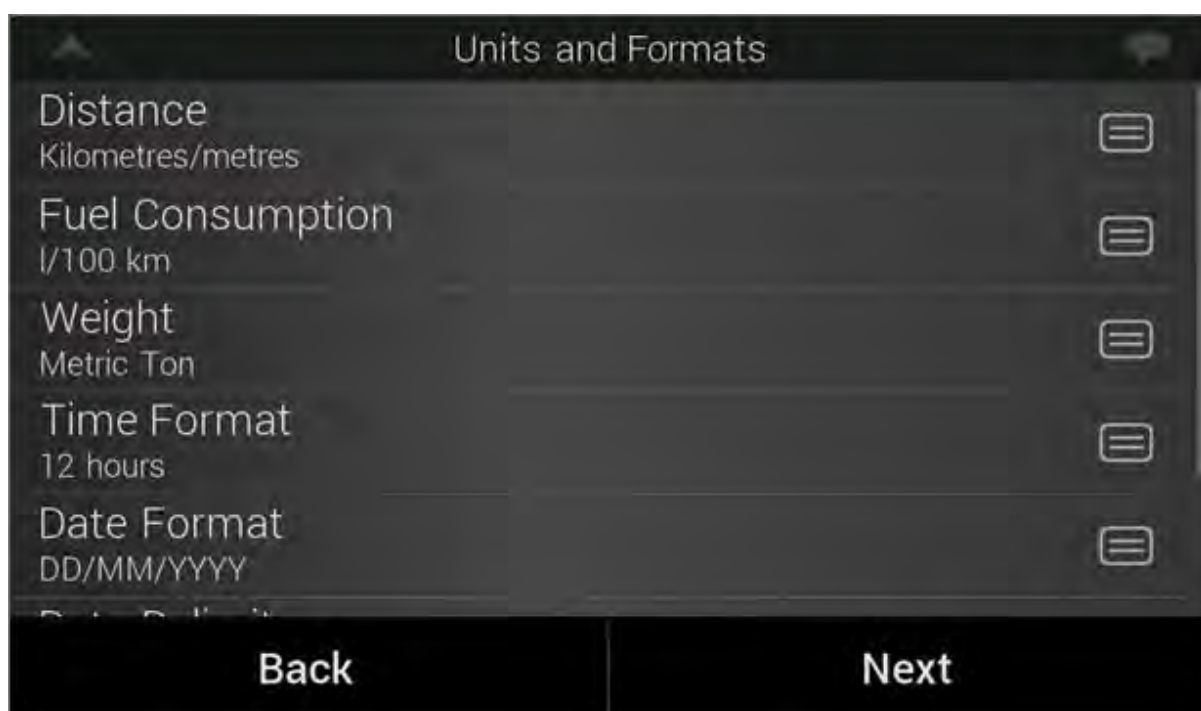 Units and Formats
Distance
Kilometres/metres
Fuel Consumption
l/100 km
Weight
Metric Ton
Time Format
12 hours
Date Format
DD/MM/YYYY
Back
Next